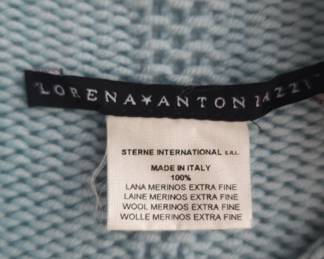 LORENA★ANTONIAZZI
STERNE INTERNATIONAL S.R.L.
MADE IN ITALY
100%
LANA MERINOS EXTRA FINE
LAINE MERINOS EXTRA FINE
WOOL MERINOS EXTRA FINE
WOLLE MERINOS EXTRA FINE